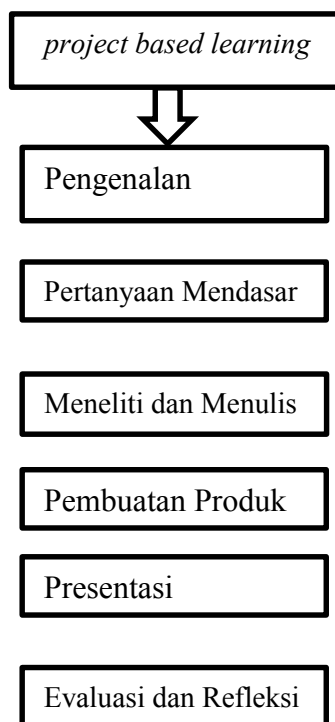 project based learning
Pengenalan
Pertanyaan Mendasar
Meneliti dan Menulis
Pembuatan Produk
Presentasi
Evaluasi dan Refleksi